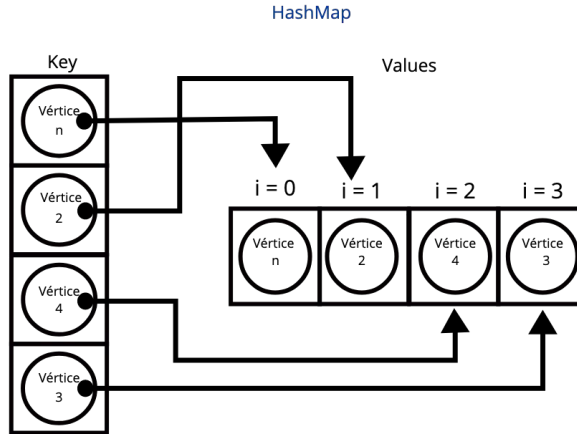 HashMap
Key
Values
Vértice
n
Vértice
2
Vértice
4
Vértice
3
i = 0
i = 1
i = 2
i = 3
Vértice
n
Vértice
2
Vértice
4
Vértice
3